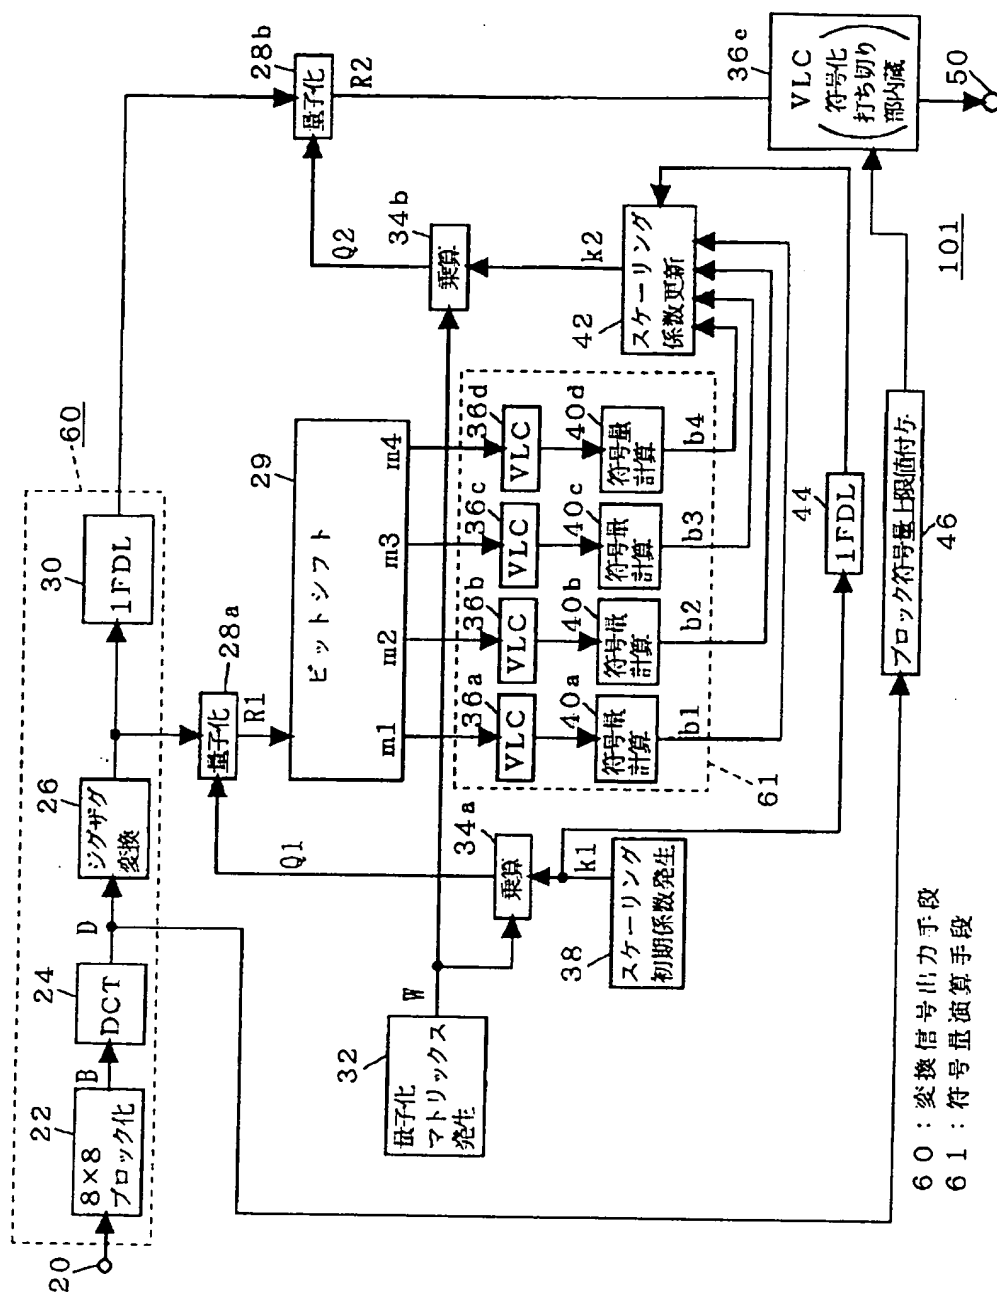 60
20
22
8×8
ブロック化
B
24
DCT
D
26
ジグザグ
変換
30
1FDL
28a
量子化
R1
Q1
29
ビットシフト
m1
m2
m3
m4
28b
量子化
R2
Q2
32
量子化
マトリックス
発生
W
34a
乗算
k1
38
スケーリング
初期係数発生
34b
乗算
k2
36a
VLC
36b
VLC
36c
VLC
36d
VLC
40a
符号量
計算
b1
40b
符号量
計算
b2
40c
符号量
計算
b3
40d
符号量
計算
b4
61
42
スケーリング
係数更新
44
1FDL
46
ブロック符号量上限値付ケ
36e
VLC
(符号化
打ち切り
部内蔵)
50
101
60:変換信号出力手段
61:符号量演算手段